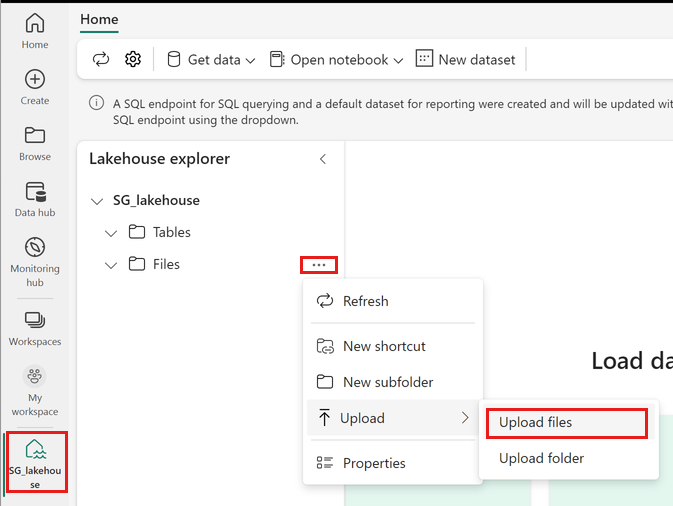 Home
Home
Create
Browse
Data hub
Monitoring
hub
Workspaces
My
workspace
SG_lakehou
se
Get data
Open notebook
New dataset
A SQL endpoint for SQL querying and a default dataset for reporting were created and will be updated wit
SQL endpoint using the dropdown.
Lakehouse explorer
SG_lakehouse
Tables
Files
...
Refresh
New shortcut
New subfolder
Upload
Properties
Upload files
Upload folder
Load da